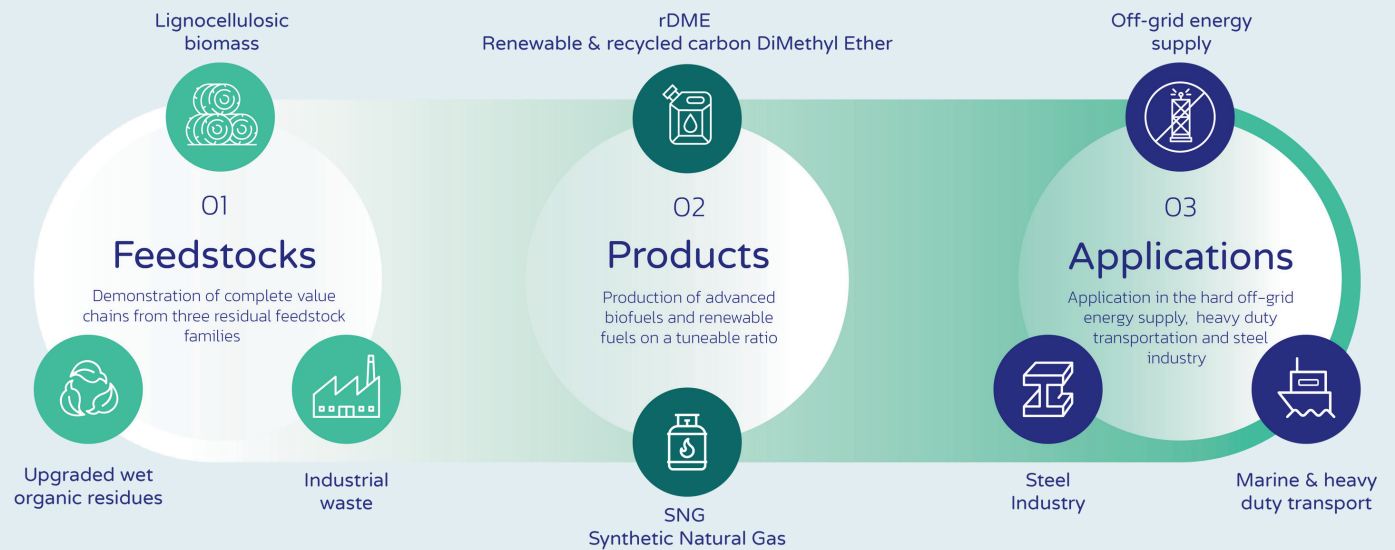 Lignocellulosic
biomass
01
Feedstocks
Demonstration of complete value
chains from three residual feedstock
families
Upgraded wet
organic residues
Industrial
waste
rDME
Renewable & recycled carbon DiMethyl Ether
02
Products
Production of advanced
biofuels and renewable
fuels on a tuneable ratio
SNG
Synthetic Natural Gas
Off-grid energy
supply
03
Applications
Application in the hard off-grid
energy supply, heavy duty
transportation and steel
industry
Steel
Industry
Marine & heavy
duty transport